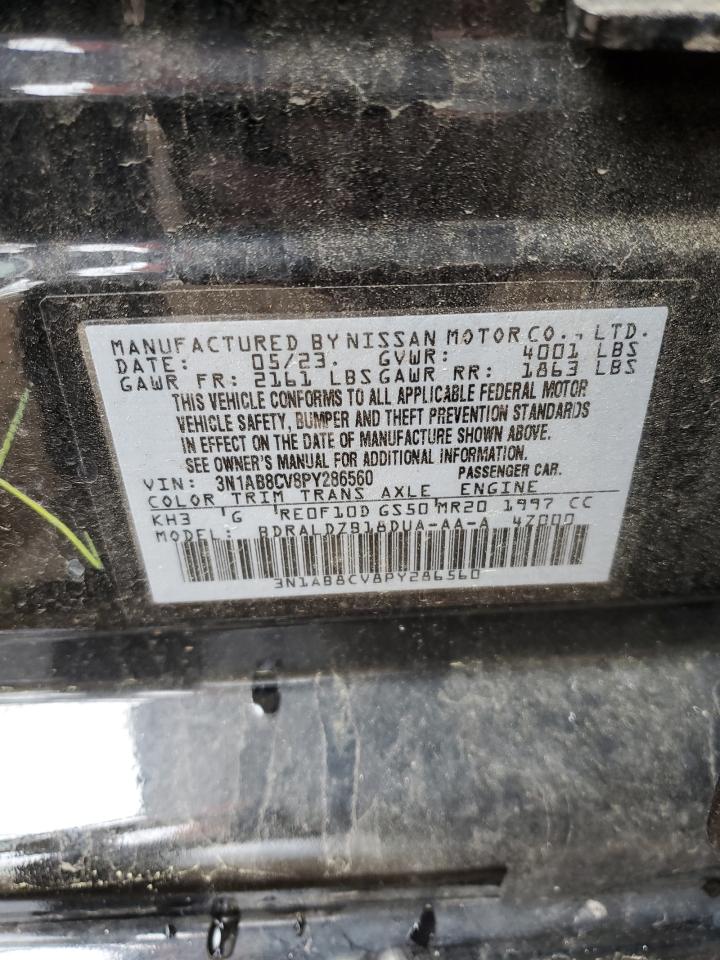 MANUFACTURED BY NISSAN MOTOR CO., LTD.
DATE: 05/23. GVWR: 4001 LBS
GAWR FR: 2161 LBS GAWR RR: 1863 LBS
THIS VEHICLE CONFORMS TO ALL APPLICABLE FEDERAL MOTOR
VEHICLE SAFETY, BUMPER AND THEFT PREVENTION STANDARDS
IN EFFECT ON THE DATE OF MANUFACTURE SHOWN ABOVE.
SEE OWNER'S MANUAL FOR ADDITIONAL INFORMATION.
VIN: 3N1AB8CV8PY286560 PASSENGER CAR.
COLOR TRIM TRANS AXLE ENGINE
KH3 G RE0F10D GS50 MR20 1997 CC
MODEL: BDRALDZB18DUA-AA-A 4Z000
3N1AB8CV8PY286560